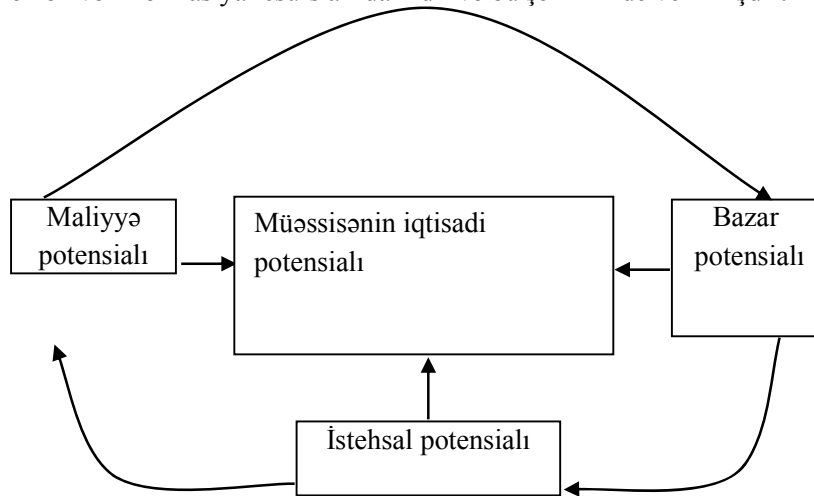 Maliyyə
potensialı
Müəssisənin iqtisadi
potensialı
Bazar
potensialı
İstehsal potensialı